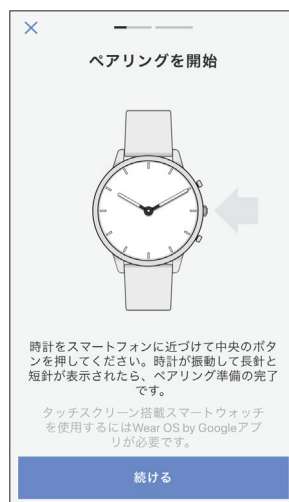 ペアリングを開始
時計をスマートフォンに近づけて中央のボタ
ンを押してください。時計が振動して長針と
短針が表示されたら、ペアリング準備の完了
です。
タッチスクリーン搭載スマートウォッチ
を使用するにはWear OS by Googleアプ
リが必要です。
続ける